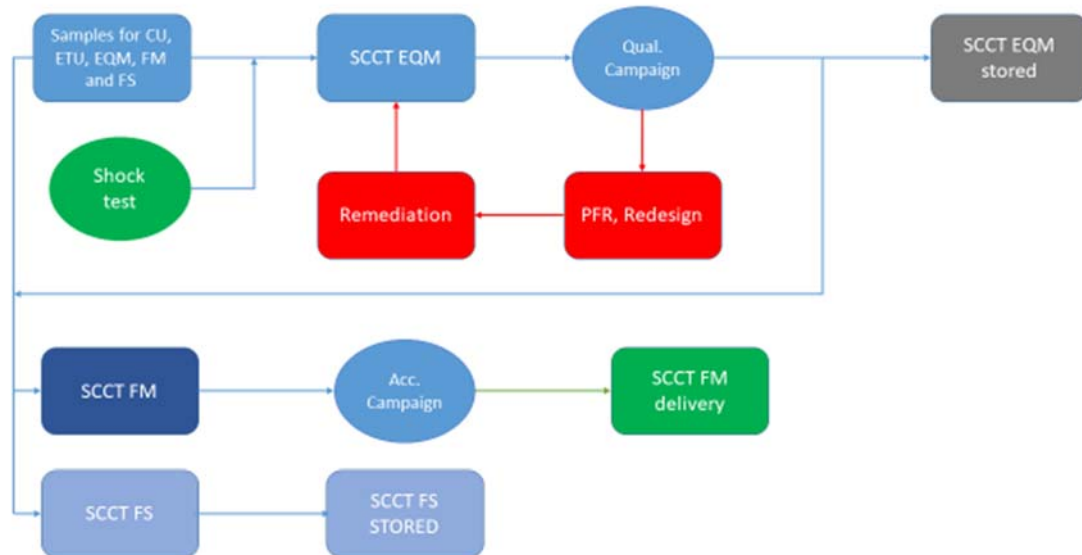 Samples for CU,
ETU, EQM, FM
and FS
SCCT EQM
Qual.
Campaign
SCCT EQM
stored
Shock
test
Remediation
PFR, Redesign
SCCT FM
Acc.
Campaign
SCCT FM
delivery
SCCT FS
SCCT FS
STORED